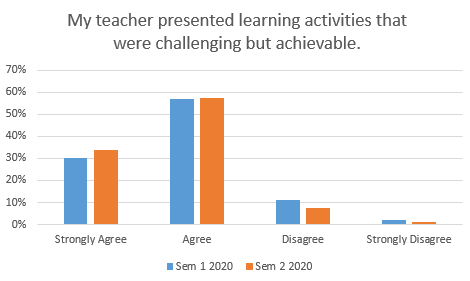 My teacher presented learning activities that
were challenging but achievable.
70%
60%
50%
40%
30%
20%
10%
0%
Strongly Agree Agree Disagree Strongly Disagree
Sem 1 2020 Sem 2 2020